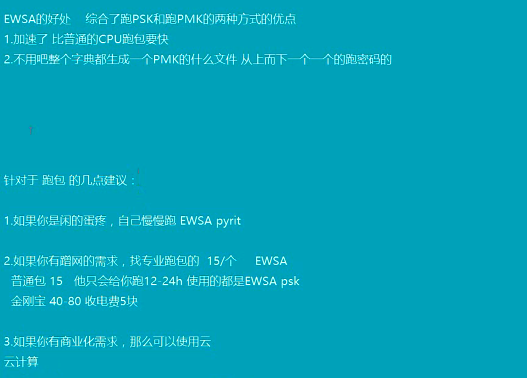 EWSA的好处 综合了跑PSK和跑PMK的两种方式的优点
1.加速了 比普通的CPU跑包要快
2.不用吧整个字典都生成一个PMK的什么文件 从上而下一个一个的跑密码的
针对于 跑包 的几点建议：
1.如果你是闲的蛋疼，自己慢慢跑 EWSA pyrit
2.如果你有蹭网的需求，找专业跑包的 15/个 EWSA
普通包 15 他只会给你跑12-24h 使用的都是EWSA psk
金刚宝 40-80 收电费5块
3.如果你有商业化需求，那么可以使用云
云计算